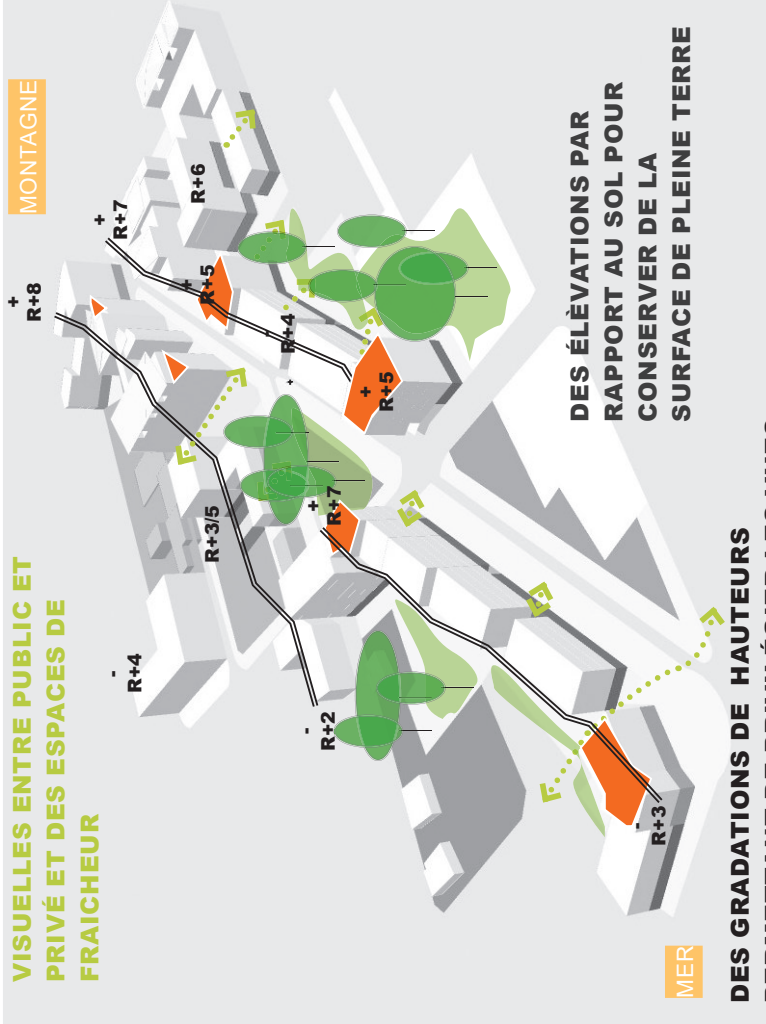 VISUELLES ENTRE PUBLIC ET
PRIVÉ ET DES ESPACES DE
FRAICHEUR
MONTAGNE
+
R+8
+
R+7
-
R+4
R+6
+
R+5
R+3/5
-
R+4
+
-
R+2
+
R+7
+
R+5
-
R+3
MER
DES ÉLÈVATIONS PAR
RAPPORT AU SOL POUR
CONSERVER DE LA
SURFACE DE PLEINE TERRE
DES GRADATIONS DE HAUTEURS